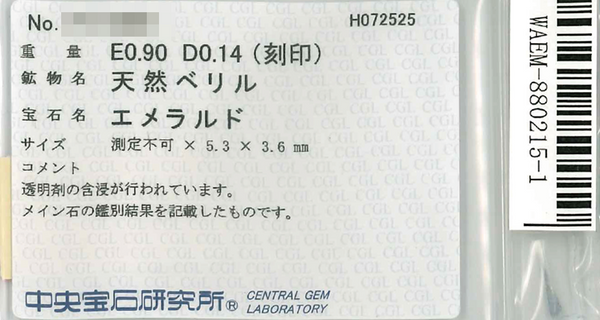 No.
H072525
重量 E0.90 D0.14 (刻印)
鉱物名 天然ベリル
宝石名 エメラルド
サイズ 測定不可 × 5.3 × 3.6 mm
コメント
透明剤の含浸が行われています。
メイン石の鑑別結果を記載したものです。
中央宝石研究所® CENTRAL GEM
LABORATORY
WAEM-880215-1